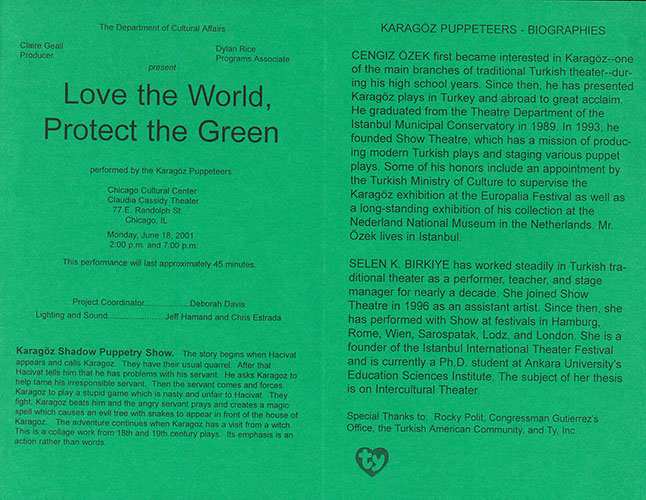 The Department of Cultural Affairs
Claire Geall
Producer
Dylan Rice
Programs Associate
present
Love the World,
Protect the Green
performed by the Karagöz Puppeteers
Chicago Cultural Center
Claudia Cassidy Theater
77 E. Randolph St
Chicago, IL
Monday, June 18, 2001
2:00 p.m. and 7:00 p.m.
This performance will last approximately 45 minutes.
Project Coordinator....................Deborah Davis
Lighting and Sound.........................Jeff Hamand and Chris Estrada
Karagöz Shadow Puppetry Show. The story begins when Hacivat
appears and calls Karagoz. They have their usual quarrel. After that
Hacivat tells him that he has problems with his servant. He asks Karagoz to
help tame his irresponsible servant. Then the servant comes and forces
Karagoz to play a stupid game which is nasty and unfair to Hacivat. They
fight, Karagoz beats him and the angry servant prays and creates a magic
spell which causes an evil tree with snakes to appear in front of the house of
Karagoz. The adventure continues when Karagoz has a visit from a witch.
This is a collage work from 18th and 19th century plays. Its emphasis is an
action rather than words.
KARAGÖZ PUPPETEERS - BIOGRAPHIES
CENGIZ ÖZEK first became interested in Karagöz--one
of the main branches of traditional Turkish theater--dur-
ing his high school years. Since then, he has presented
Karagöz plays in Turkey and abroad to great acclaim.
He graduated from the Theatre Department of the
Istanbul Municipal Conservatory in 1989. In 1993, he
founded Show Theatre, which has a mission of produc-
ing modern Turkish plays and staging various puppet
plays. Some of his honors include an appointment by
the Turkish Ministry of Culture to supervise the
Karagöz exhibition at the Europalia Festival as well as
a long-standing exhibition of his collection at the
Nederland National Museum in the Netherlands. Mr.
Özek lives in Istanbul.
SELEN K. BIRKIYE has worked steadily in Turkish tra-
ditional theater as a performer, teacher, and stage
manager for nearly a decade. She joined Show
Theatre in 1996 as an assistant artist. Since then, she
has performed with Show at festivals in Hamburg,
Rome, Wien, Sarospatak, Lodz, and London. She is a
founder of the Istanbul International Theater Festival
and is currently a Ph.D. student at Ankara University's
Education Sciences Institute. The subject of her thesis
is on Intercultural Theater.
Special Thanks to: Rocky Polit, Congressman Gutierrez's
Office, the Turkish American Community, and Ty, Inc.
ty